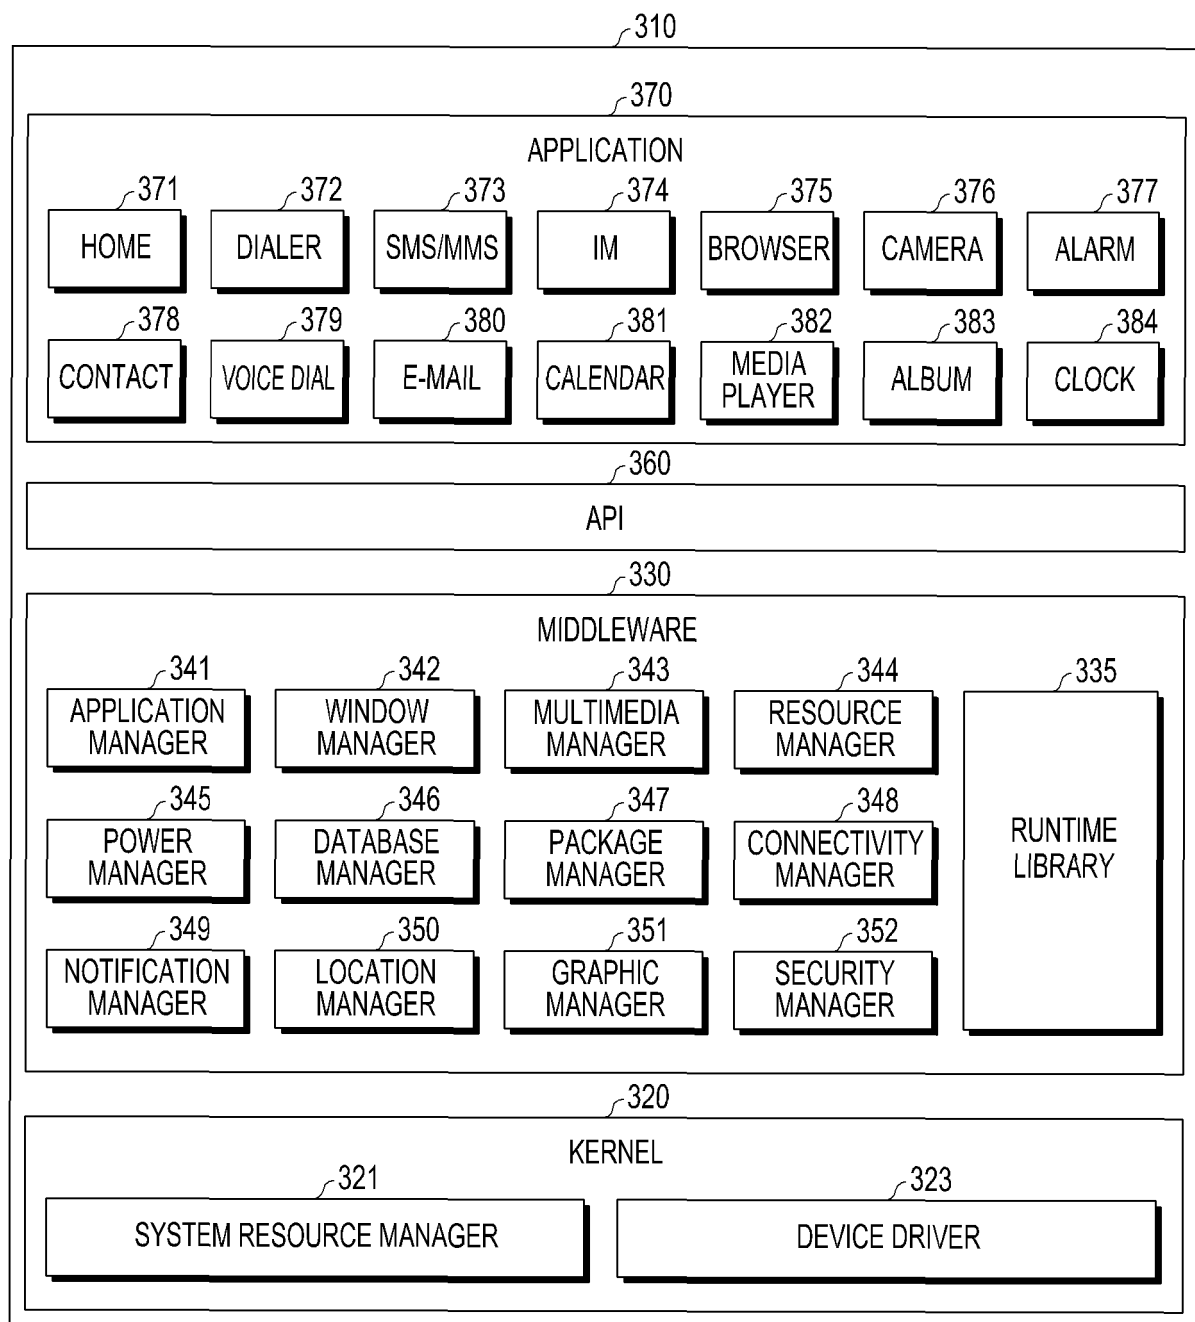 310
370
APPLICATION
371 372 373 374 375 376 377
HOME DIALER SMS/MMS IM BROWSER CAMERA ALARM
378 379 380 381 382 383 384
CONTACT VOICE DIAL E-MAIL CALENDAR MEDIA PLAYER ALBUM CLOCK
360
API
330
MIDDLEWARE
341 342 343 344 335
APPLICATION MANAGER WINDOW MANAGER MULTIMEDIA MANAGER RESOURCE MANAGER
345 346 347 348
POWER MANAGER DATABASE MANAGER PACKAGE MANAGER CONNECTIVITY MANAGER RUNTIME LIBRARY
349 350 351 352
NOTIFICATION MANAGER LOCATION MANAGER GRAPHIC MANAGER SECURITY MANAGER
320
KERNEL
321 323
SYSTEM RESOURCE MANAGER DEVICE DRIVER